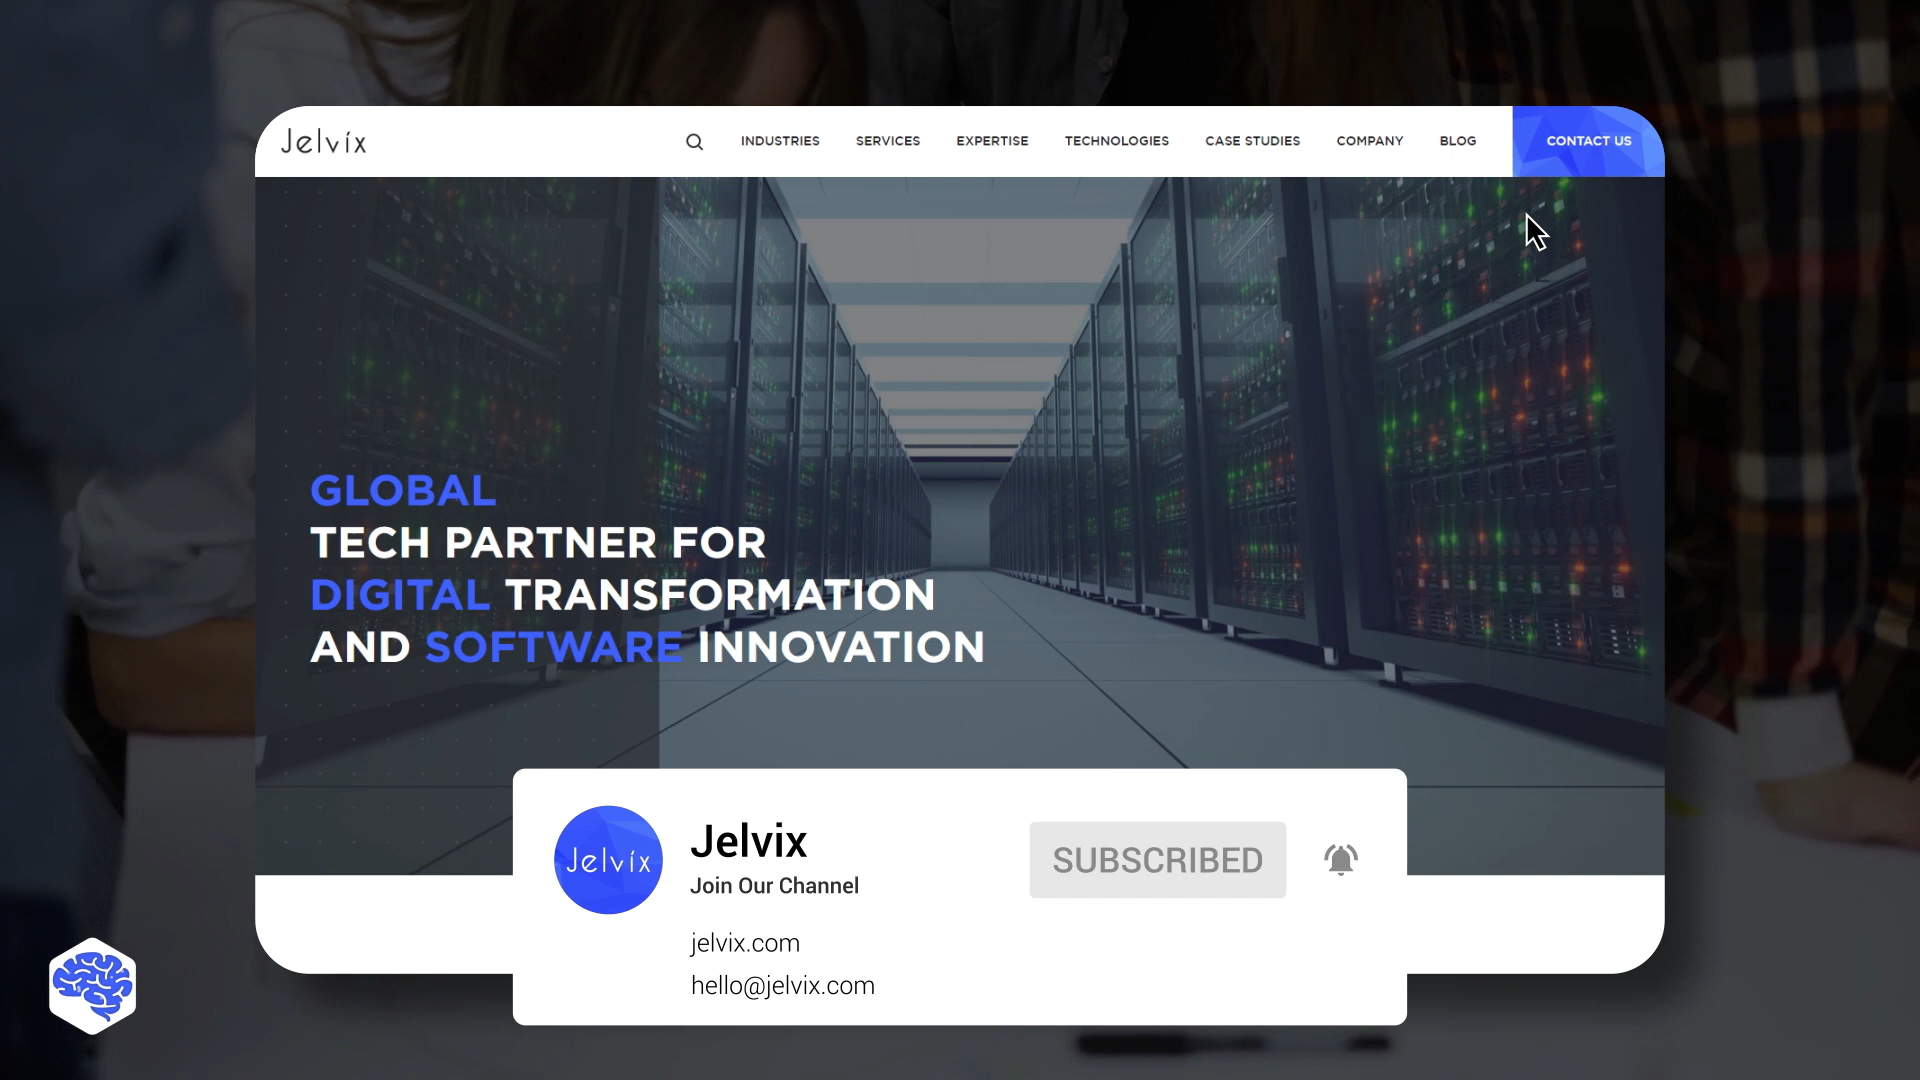 Jelvix
INDUSTRIES SERVICES EXPERTISE TECHNOLOGIES CASE STUDIES COMPANY BLOG CONTACT US
GLOBAL
TECH PARTNER FOR
DIGITAL TRANSFORMATION
AND SOFTWARE INNOVATION
Jelvix
Jelvix
Join Our Channel
SUBSCRIBED
jelvix.com
hello@jelvix.com